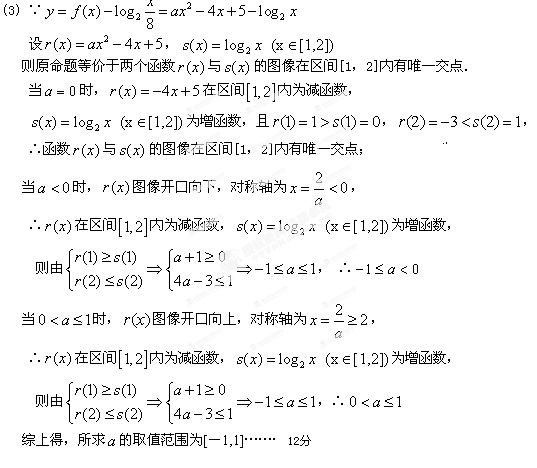 (3) ∵ y = f(x) − log₂ x/8 = ax² − 4x + 5 − log₂ x
设 r(x) = ax² − 4x + 5， s(x) = log₂ x (x∈[1,2])
则原命题等价于两个函数 r(x) 与 s(x) 的图像在区间[1，2]内有唯一交点.
当 a = 0 时， r(x) = −4x + 5 在区间[1,2]内为减函数，
s(x) = log₂ x (x∈[1,2]) 为增函数，且 r(1) = 1 > s(1) = 0， r(2) = −3 < s(2) = 1，
∴函数 r(x) 与 s(x) 的图像在区间[1，2]内有唯一交点；
当 a < 0 时， r(x) 图像开口向下，对称轴为 x = 2/a < 0，
∴ r(x) 在区间[1,2]内为减函数， s(x) = log₂ x (x∈[1,2]) 为增函数，
则由 { r(1) ≥ s(1) r(2) ≤ s(2) ⇒ { a + 1 ≥ 0 4a − 3 ≤ 1 ⇒ −1 ≤ a ≤ 1， ∴ −1 ≤ a < 0
当 0 < a ≤ 1 时， r(x) 图像开口向上，对称轴为 x = 2/a ≥ 2，
∴ r(x) 在区间[1,2]内为减函数， s(x) = log₂ x (x∈[1,2]) 为增函数，
则由 { r(1) ≥ s(1) r(2) ≤ s(2) ⇒ { a + 1 ≥ 0 4a − 3 ≤ 1 ⇒ −1 ≤ a ≤ 1，∴ 0 < a ≤ 1
综上得，所求 a 的取值范围为[－1,1]……. 12分